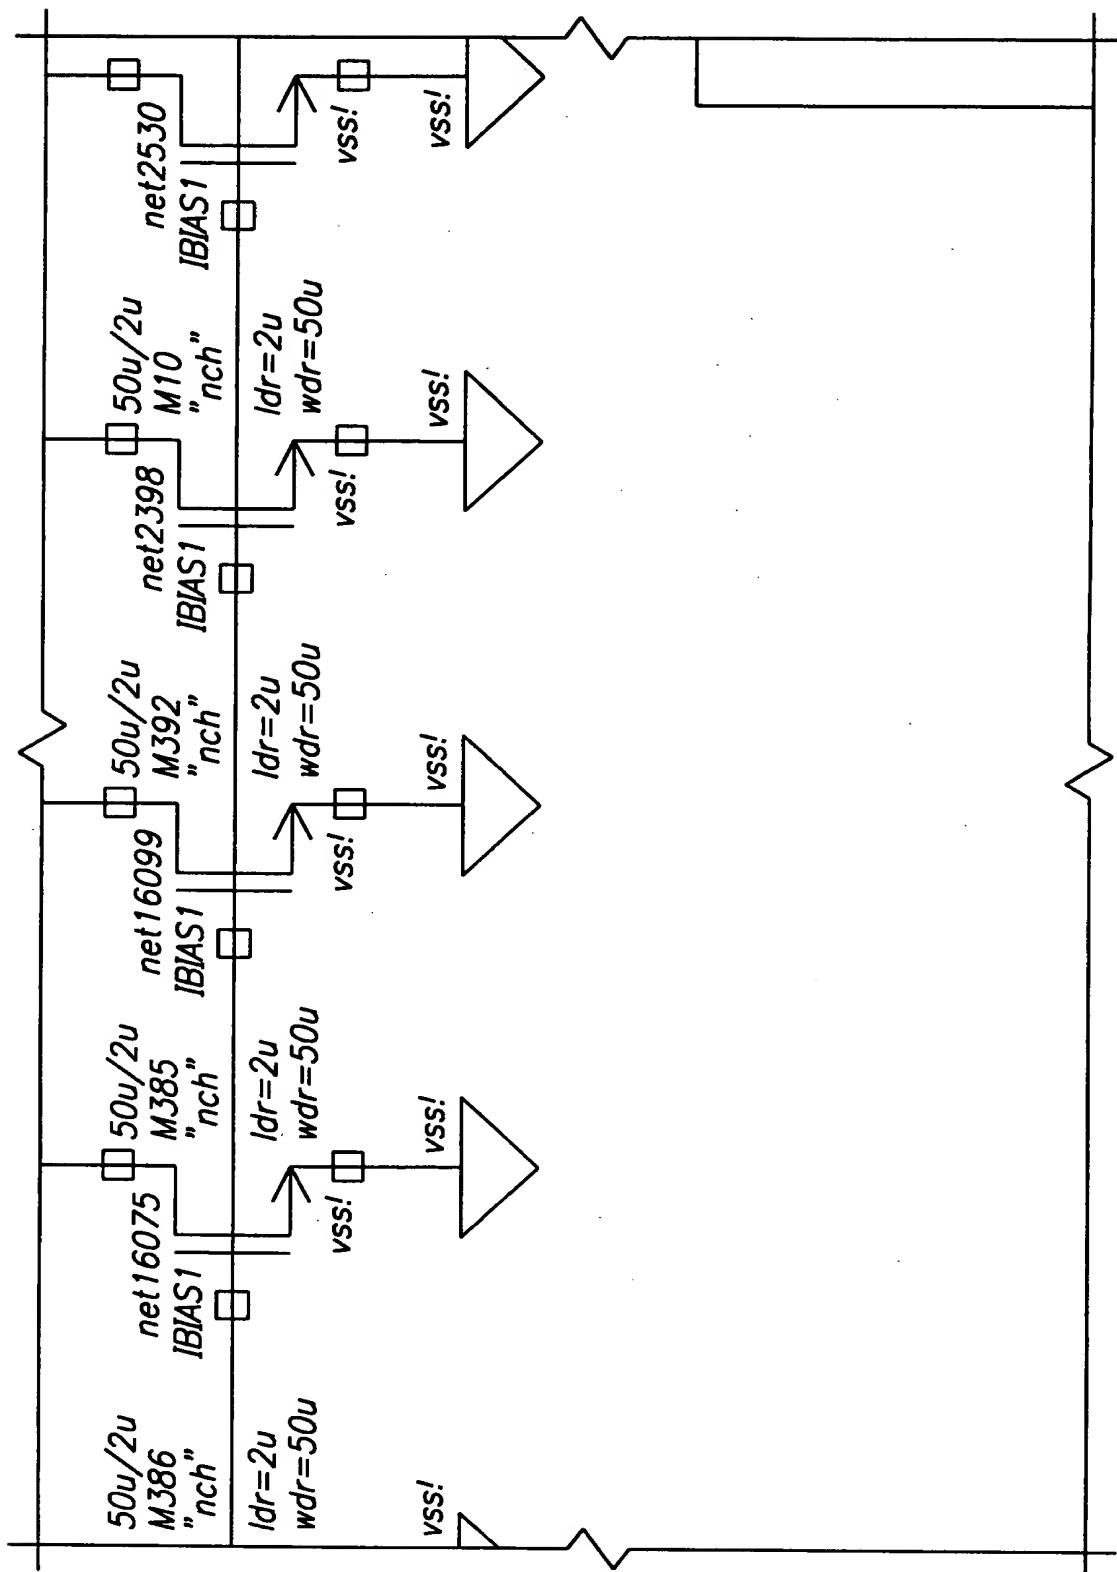 50u/2u
M386
"nch"
ldr=2u
wdr=50u
vss!
net16075
IBIAS1
vss!
vss!
50u/2u
M385
"nch"
ldr=2u
wdr=50u
net16099
IBIAS1
vss!
vss!
50u/2u
M392
"nch"
ldr=2u
wdr=50u
net2398
IBIAS1
vss!
vss!
50u/2u
M10
"nch"
ldr=2u
wdr=50u
net2530
IBIAS1
vss!
vss!